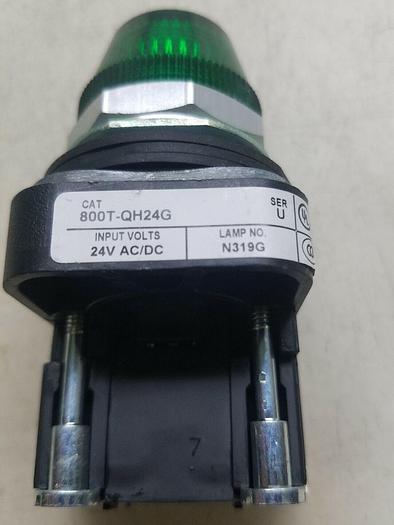 CAT
800T-QH24G
SER
U
INPUT VOLTS
24V AC/DC
LAMP NO.
N319G
7